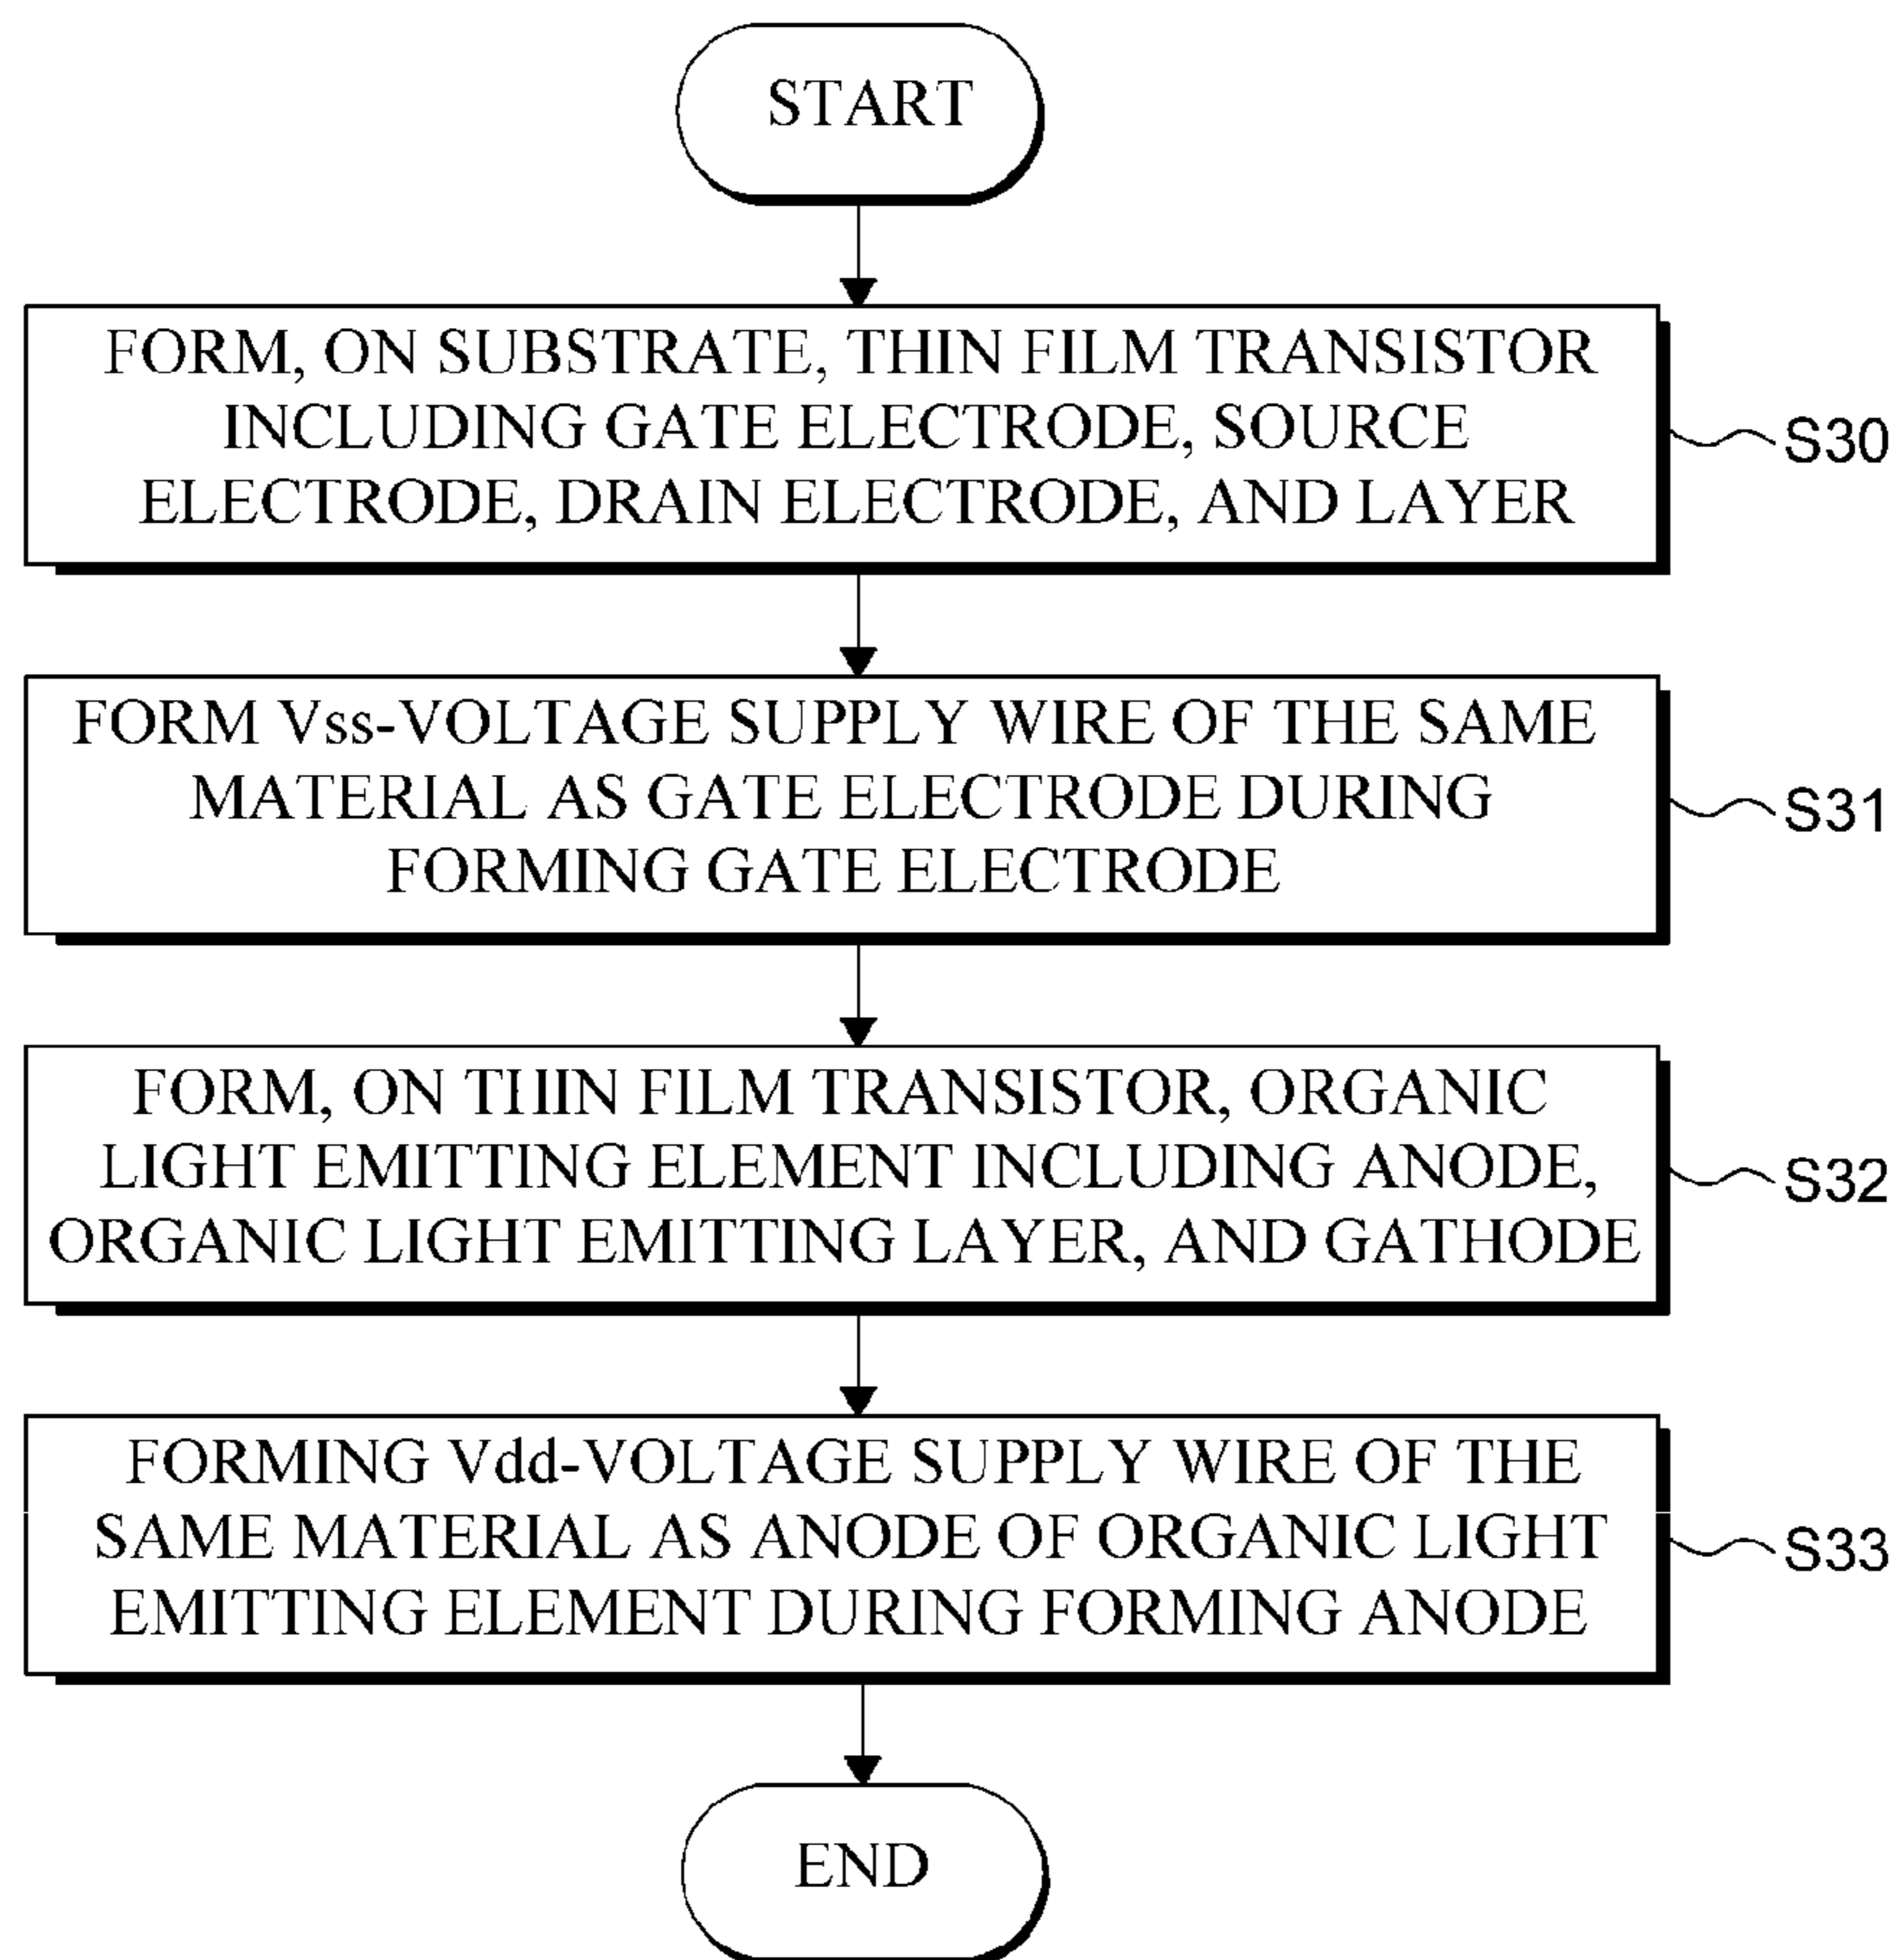 START
FORM, ON SUBSTRATE, THIN FILM TRANSISTOR
INCLUDING GATE ELECTRODE, SOURCE
ELECTRODE, DRAIN ELECTRODE, AND LAYER
S30
FORM Vss-VOLTAGE SUPPLY WIRE OF THE SAME
MATERIAL AS GATE ELECTRODE DURING
FORMING GATE ELECTRODE
S31
FORM, ON THIN FILM TRANSISTOR, ORGANIC
LIGHT EMITTING ELEMENT INCLUDING ANODE,
ORGANIC LIGHT EMITTING LAYER, AND GATHODE
S32
FORMING Vdd-VOLTAGE SUPPLY WIRE OF THE
SAME MATERIAL AS ANODE OF ORGANIC LIGHT
EMITTING ELEMENT DURING FORMING ANODE
S33
END